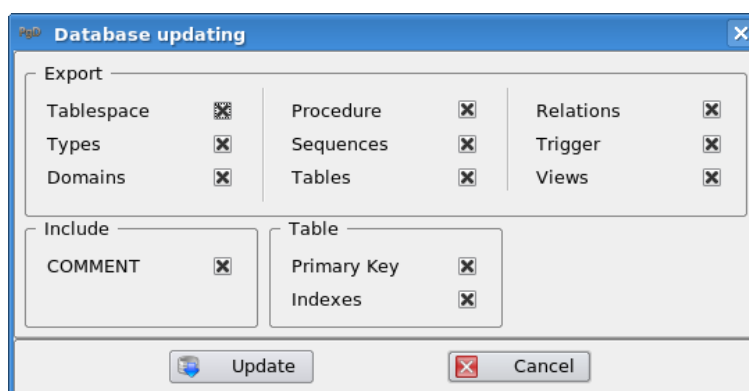 PgD Database updating
Export
Tablespace Procedure Relations
Types Sequences Trigger
Domains Tables Views
Include Table
COMMENT Primary Key
Indexes
Update Cancel